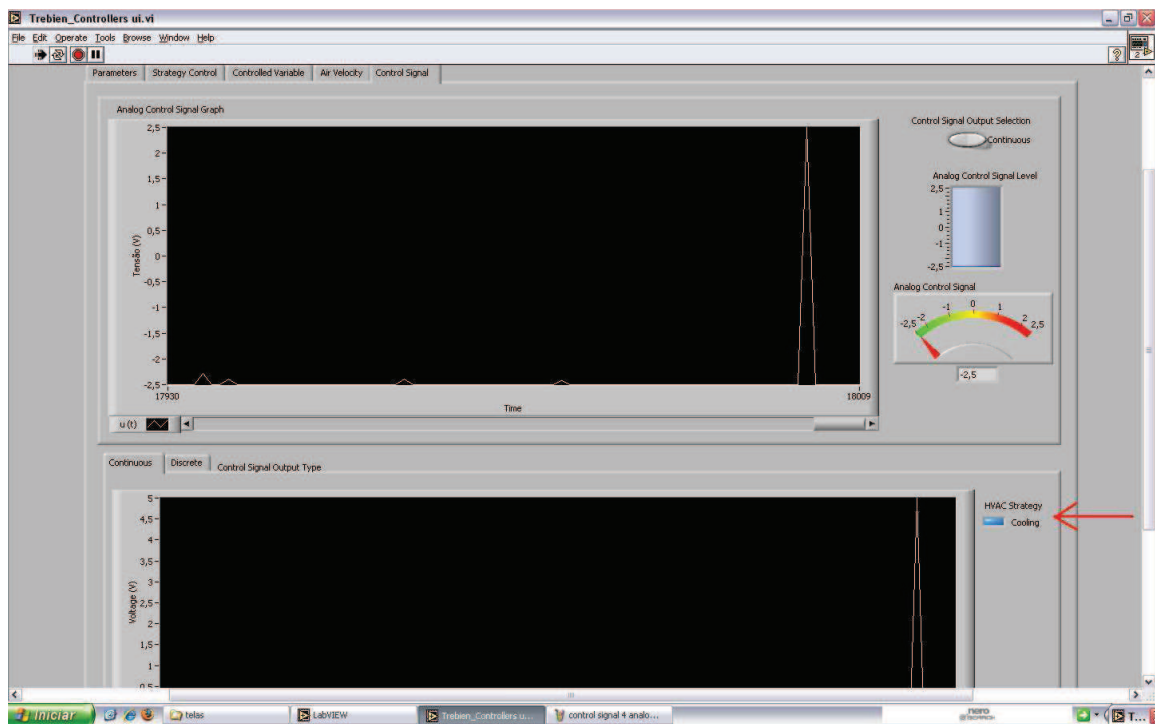 Trebien_Controllers ui.vi
File Edit Operate Tools Browse Window Help
2
Parameters Strategy Control Controlled Variable Air Velocity Control Signal
Analog Control Signal Graph
2,5
2
1,5
1
0,5
0
-0,5
-1
-1,5
-2
-2,5
Tensão (V)
17930
18009
Time
u (t)
Control Signal Output Selection
Continuous
Analog Control Signal Level
2,5
1
0
-1
-2,5
Analog Control Signal
-2,5 -2 -1 0 1 2 2,5
-2,5
Continuous Discrete Control Signal Output Type
5
4,5
4
3,5
3
2,5
2
1,5
1
0,5
Voltage (V)
HVAC Strategy
Cooling
Iniciar telas LabVIEW Trebien_Controllers u... control signal 4 analo... nero T...